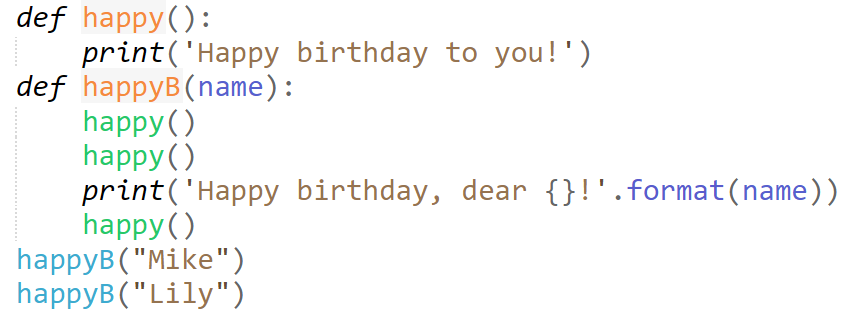 def happy():
    print('Happy birthday to you!')
def happyB(name):
    happy()
    happy()
    print('Happy birthday, dear {}!'.format(name))
    happy()
happyB("Mike")
happyB("Lily")